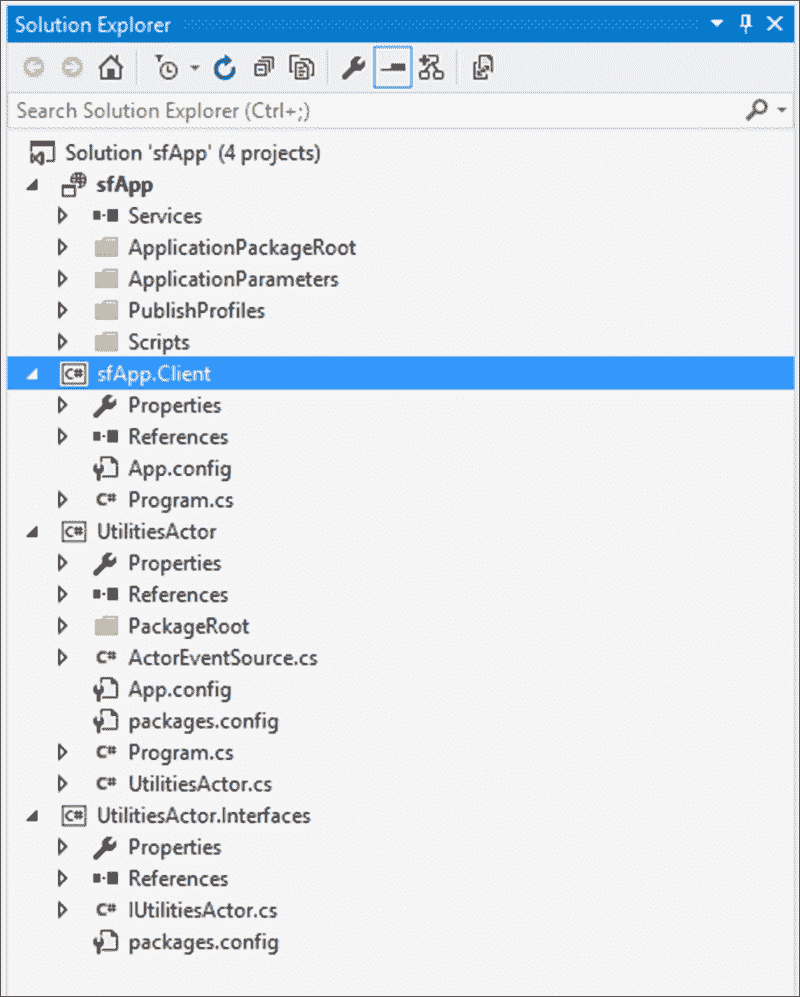 Solution Explorer
Search Solution Explorer (Ctrl+;)
Solution 'sfApp' (4 projects)
sfApp
Services
ApplicationPackageRoot
ApplicationParameters
PublishProfiles
Scripts
C# sfApp.Client
Properties
References
App.config
C# Program.cs
C# UtilitiesActor
Properties
References
PackageRoot
C# ActorEventSource.cs
App.config
packages.config
C# Program.cs
C# UtilitiesActor.cs
C# UtilitiesActor.Interfaces
Properties
References
C# IUtilitiesActor.cs
packages.config